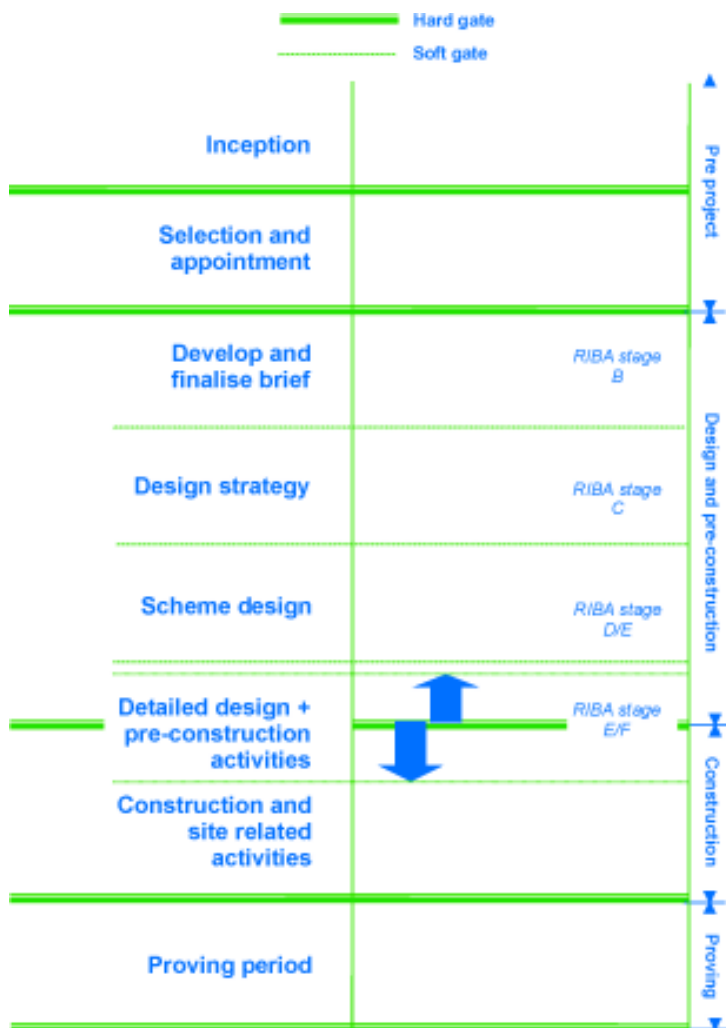 Hard gate
Soft gate
Inception
Pre project
Selection and
appointment
Develop and
finalise brief
RIBA stage
B
Design and pre-construction
Design strategy
RIBA stage
C
Scheme design
RIBA stage
D/E
Detailed design +
pre-construction
activities
RIBA stage
E/F
Construction and
site related
activities
Construction
Proving period
Proving